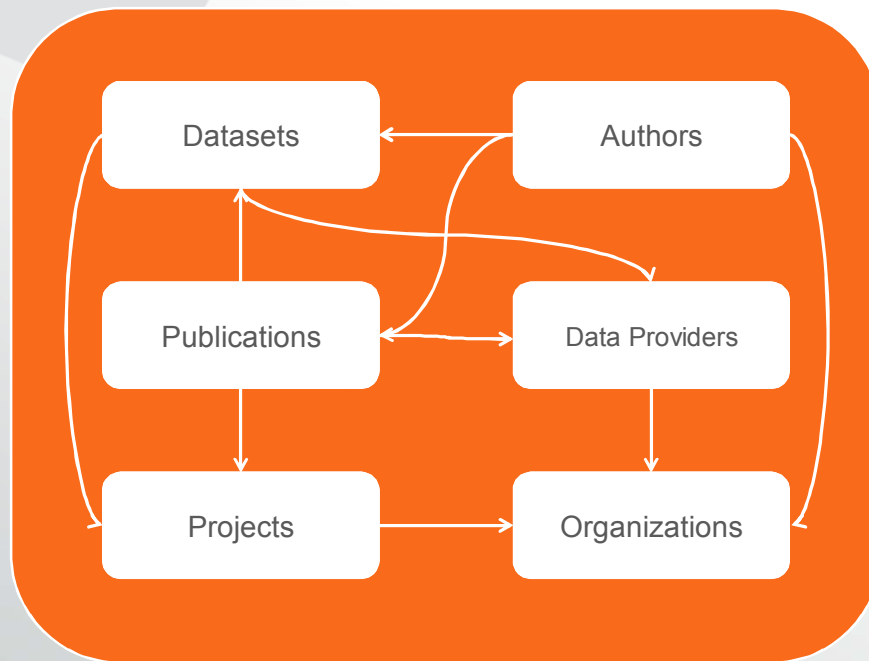 Datasets
Authors
Publications
Data Providers
Projects
Organizations